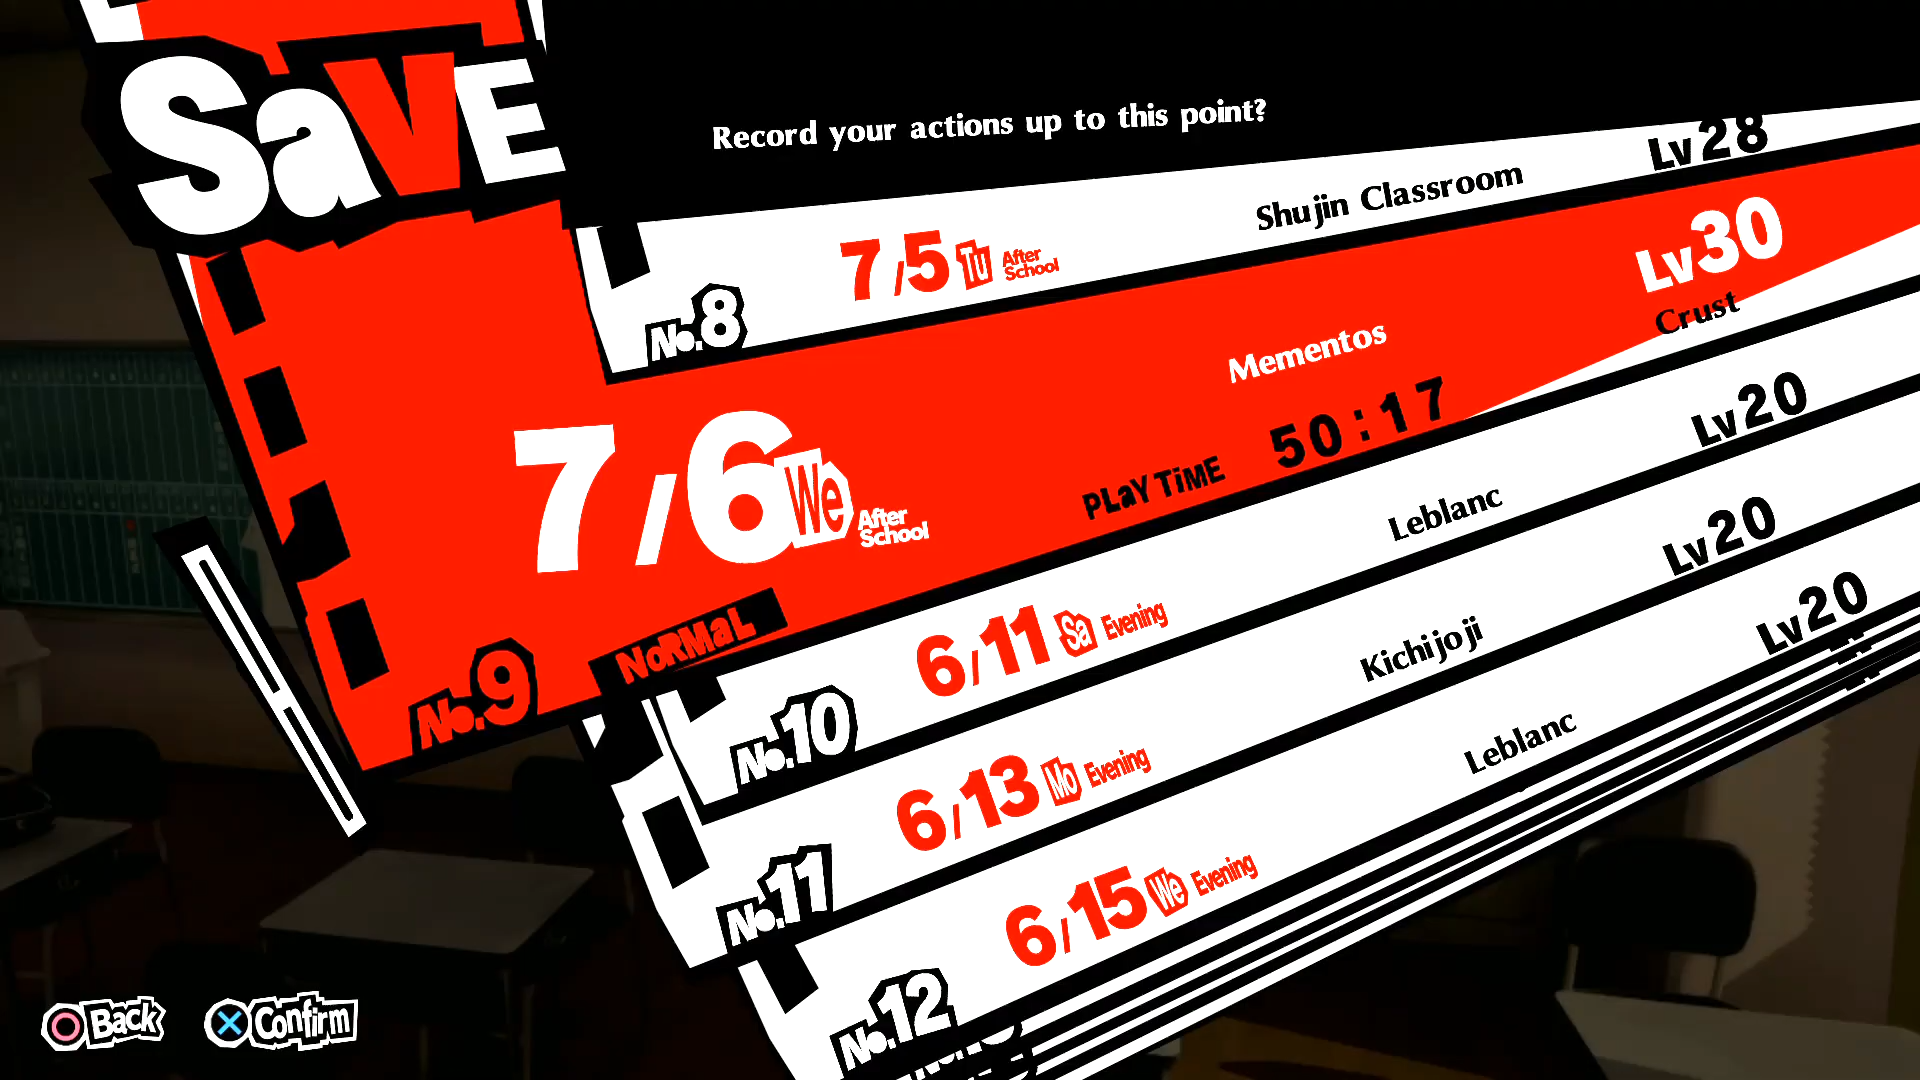 SaVE
Record your actions up to this point?
No.8 7/5 Tu After School Shujin Classroom Lv28
No.9 7/6 We After School Mementos Lv30
Crust
PLaY TiME 50:17
NoRMaL
No.10 6/11 Sa Evening Leblanc Lv20
No.11 6/13 Mo Evening Kichijoji Lv20
No.12 6/15 We Evening Leblanc Lv20
Back Confirm